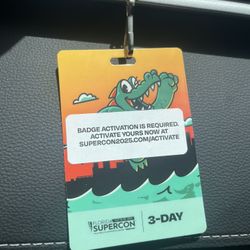 BADGE ACTIVATION IS REQUIRED.
ACTIVATE YOURS NOW AT
SUPERCON2025.COM/ACTIVATE
FLORIDA
SUPERCON
3-DAY